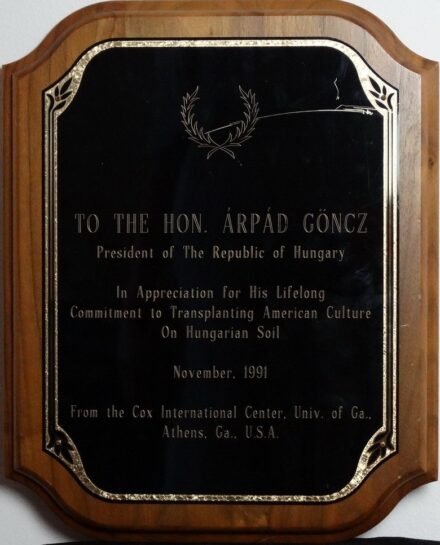 TO THE HON. ÁRPÁD GÖNCZ
President of The Republic of Hungary
In Appreciation for His Lifelong
Commitment to Transplanting American Culture
On Hungarian Soil
November, 1991
From the Cox International Center, Univ. of Ga.,
Athens, Ga., U.S.A.